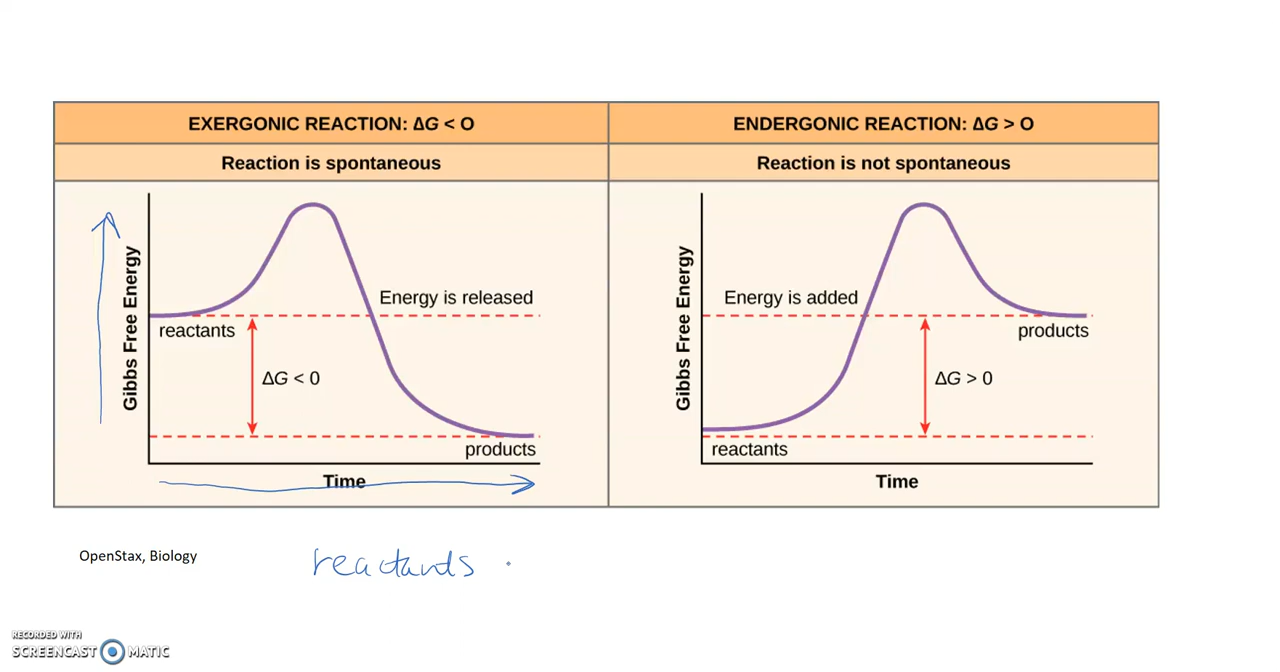 EXERGONIC REACTION: ΔG < O
ENDERGONIC REACTION: ΔG > O
Reaction is spontaneous
Reaction is not spontaneous
Gibbs Free Energy
Energy is released
reactants
ΔG < 0
products
Time
Gibbs Free Energy
Energy is added
products
ΔG > 0
reactants
Time
OpenStax, Biology
reactants
RECORDED WITH
SCREENCAST MATIC